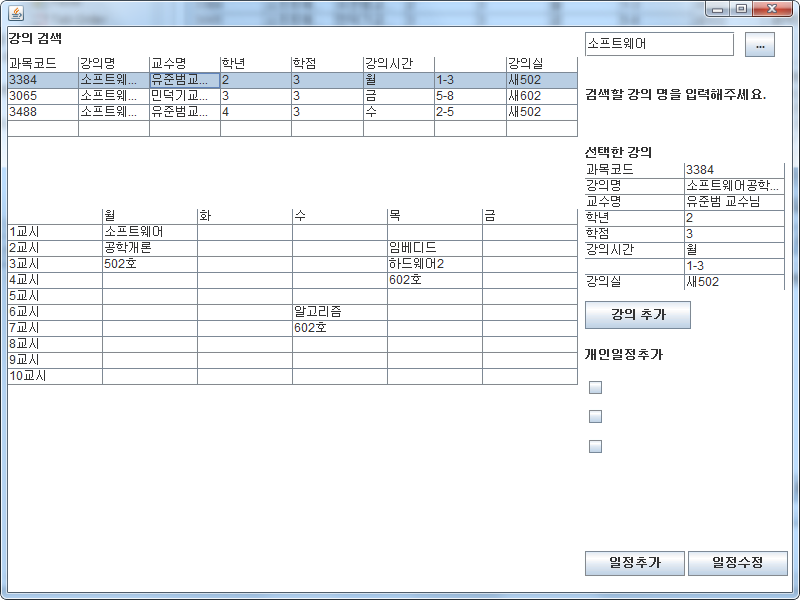 강의 검색
과목코드 강의명 교수명 학년 학점 강의시간 강의실
3384 소프트웨... 유준범교... 2 3 월 1-3 새502
3065 소프트웨... 민덕기교... 3 3 금 5-8 새602
3488 소프트웨... 유준범교... 4 3 수 2-5 새502
월 화 수 목 금
1교시 소프트웨어
2교시 공학개론 임베디드
3교시 502호 하드웨어2
4교시 602호
5교시
6교시 알고리즘
7교시 602호
8교시
9교시
10교시
소프트웨어 ...
검색할 강의 명을 입력해주세요.
선택한 강의
과목코드 3384
강의명 소프트웨어공학...
교수명 유준범 교수님
학년 2
학점 3
강의시간 월
1-3
강의실 새502
강의 추가
개인일정추가
일정추가 일정수정